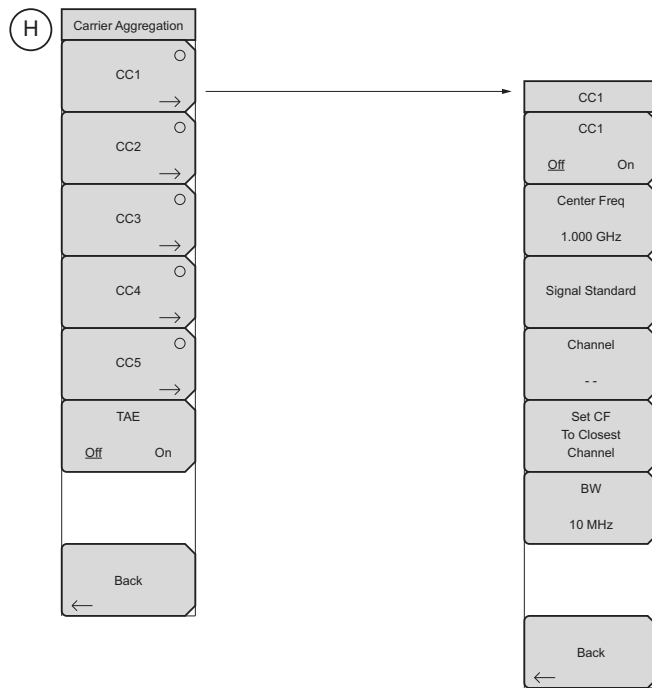 H
Carrier Aggregation
CC1
CC2
CC3
CC4
CC5
TAE
Off On
Back
CC1
CC1
Off On
Center Freq
1.000 GHz
Signal Standard
Channel
- -
Set CF
To Closest
Channel
BW
10 MHz
Back